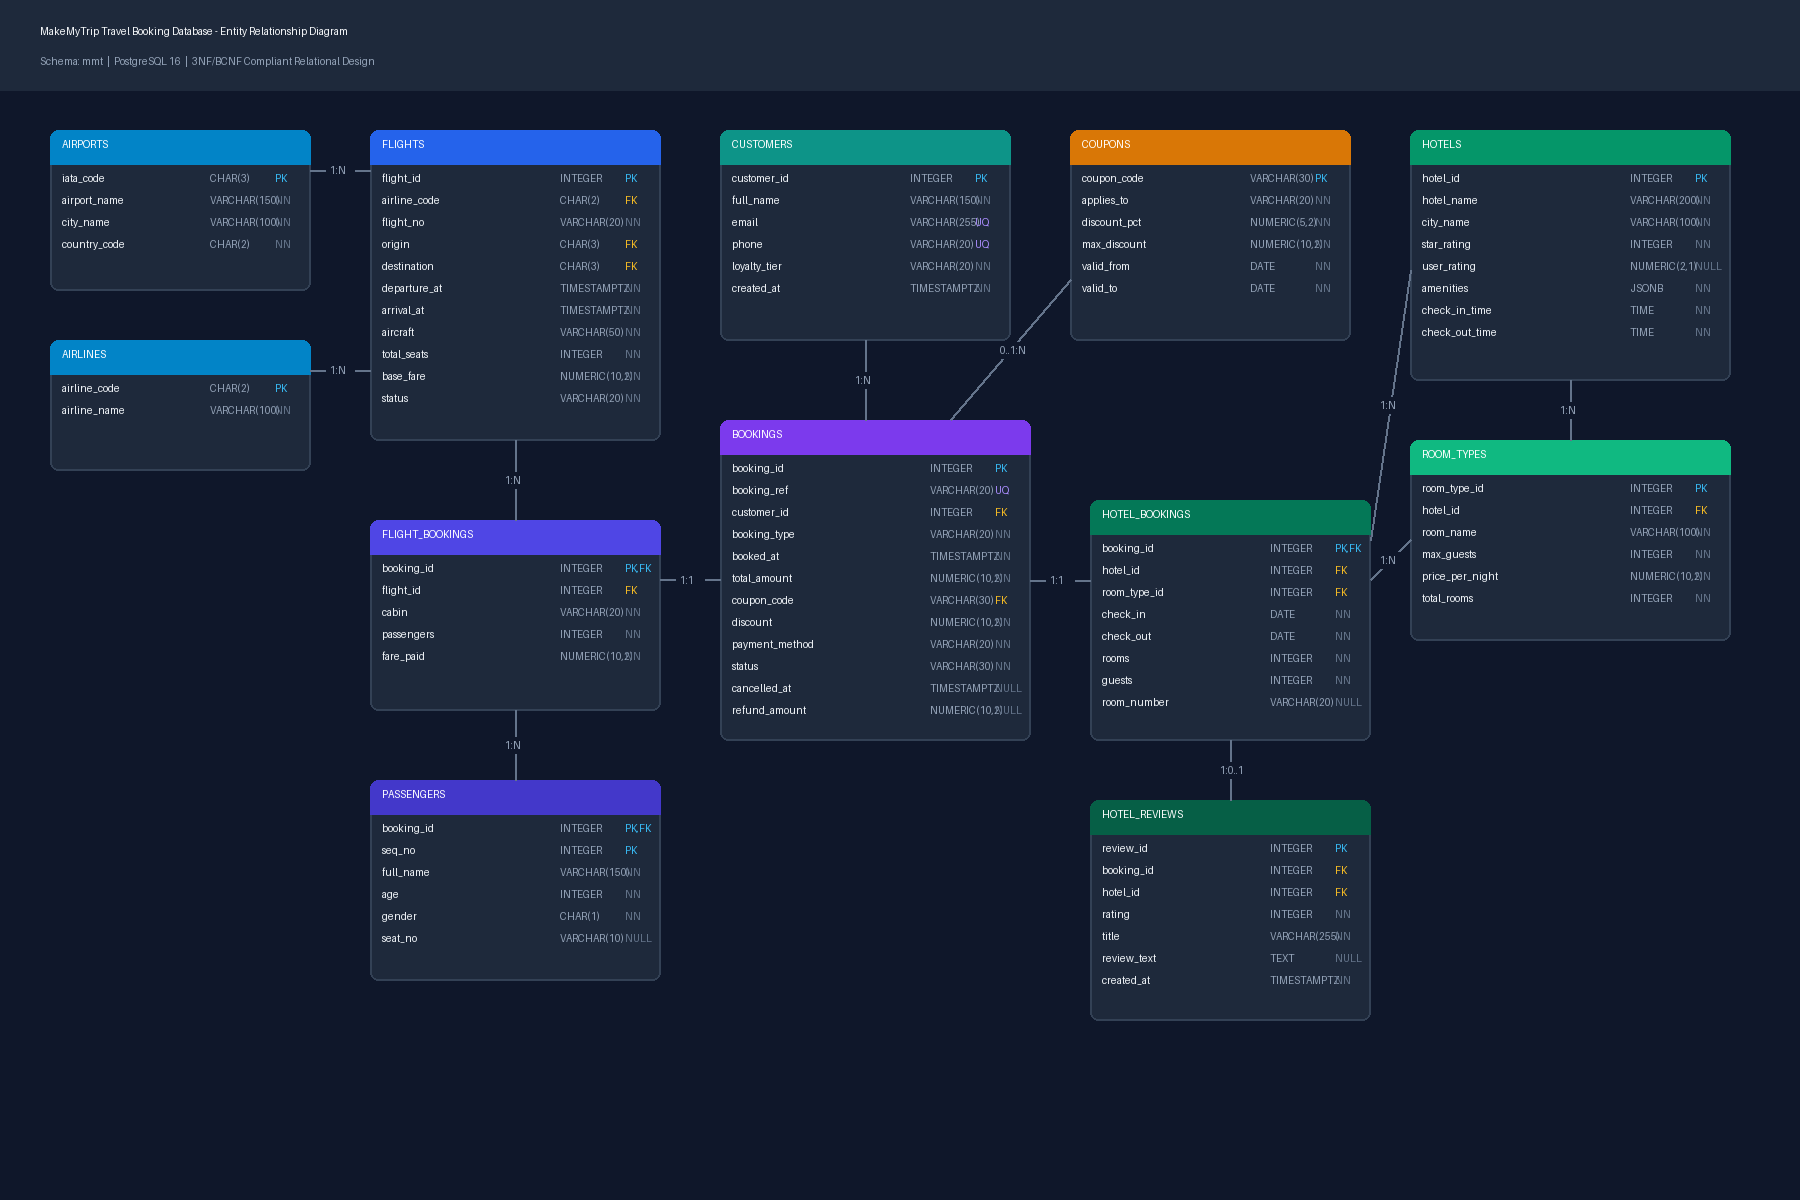 MakeMyTrip Travel Booking Database - Entity Relationship Diagram
Schema: mmt | PostgreSQL 16 | 3NF/BCNF Compliant Relational Design
AIRPORTS
iata_code CHAR(3) PK
airport_name VARCHAR(150) NN
city_name VARCHAR(100) NN
country_code CHAR(2) NN
1:N
AIRLINES
airline_code CHAR(2) PK
airline_name VARCHAR(100) NN
1:N
FLIGHTS
flight_id INTEGER PK
airline_code CHAR(2) FK
flight_no VARCHAR(20) NN
origin CHAR(3) FK
destination CHAR(3) FK
departure_at TIMESTAMPTZ NN
arrival_at TIMESTAMPTZ NN
aircraft VARCHAR(50) NN
total_seats INTEGER NN
base_fare NUMERIC(10,2) NN
status VARCHAR(20) NN
1:N
FLIGHT_BOOKINGS
booking_id INTEGER PK,FK
flight_id INTEGER FK
cabin VARCHAR(20) NN
passengers INTEGER NN
fare_paid NUMERIC(10,2) NN
1:N
1:1
PASSENGERS
booking_id INTEGER PK,FK
seq_no INTEGER PK
full_name VARCHAR(150) NN
age INTEGER NN
gender CHAR(1) NN
seat_no VARCHAR(10) NULL
CUSTOMERS
customer_id INTEGER PK
full_name VARCHAR(150) NN
email VARCHAR(255) UQ
phone VARCHAR(20) UQ
loyalty_tier VARCHAR(20) NN
created_at TIMESTAMPTZ NN
1:N
BOOKINGS
booking_id INTEGER PK
booking_ref VARCHAR(20) UQ
customer_id INTEGER FK
booking_type VARCHAR(20) NN
booked_at TIMESTAMPTZ NN
total_amount NUMERIC(10,2) NN
coupon_code VARCHAR(30) FK
discount NUMERIC(10,2) NN
payment_method VARCHAR(20) NN
status VARCHAR(30) NN
cancelled_at TIMESTAMPTZ NULL
refund_amount NUMERIC(10,2) NULL
COUPONS
coupon_code VARCHAR(30) PK
applies_to VARCHAR(20) NN
discount_pct NUMERIC(5,2) NN
max_discount NUMERIC(10,2) NN
valid_from DATE NN
valid_to DATE NN
0..1:N
1:1
HOTEL_BOOKINGS
booking_id INTEGER PK,FK
hotel_id INTEGER FK
room_type_id INTEGER FK
check_in DATE NN
check_out DATE NN
rooms INTEGER NN
guests INTEGER NN
room_number VARCHAR(20) NULL
1:0..1
HOTEL_REVIEWS
review_id INTEGER PK
booking_id INTEGER FK
hotel_id INTEGER FK
rating INTEGER NN
title VARCHAR(255) NN
review_text TEXT NULL
created_at TIMESTAMPTZ NN
HOTELS
hotel_id INTEGER PK
hotel_name VARCHAR(200) NN
city_name VARCHAR(100) NN
star_rating INTEGER NN
user_rating NUMERIC(2,1) NULL
amenities JSONB NN
check_in_time TIME NN
check_out_time TIME NN
1:N
1:N
ROOM_TYPES
room_type_id INTEGER PK
hotel_id INTEGER FK
room_name VARCHAR(100) NN
max_guests INTEGER NN
price_per_night NUMERIC(10,2) NN
total_rooms INTEGER NN
1:N